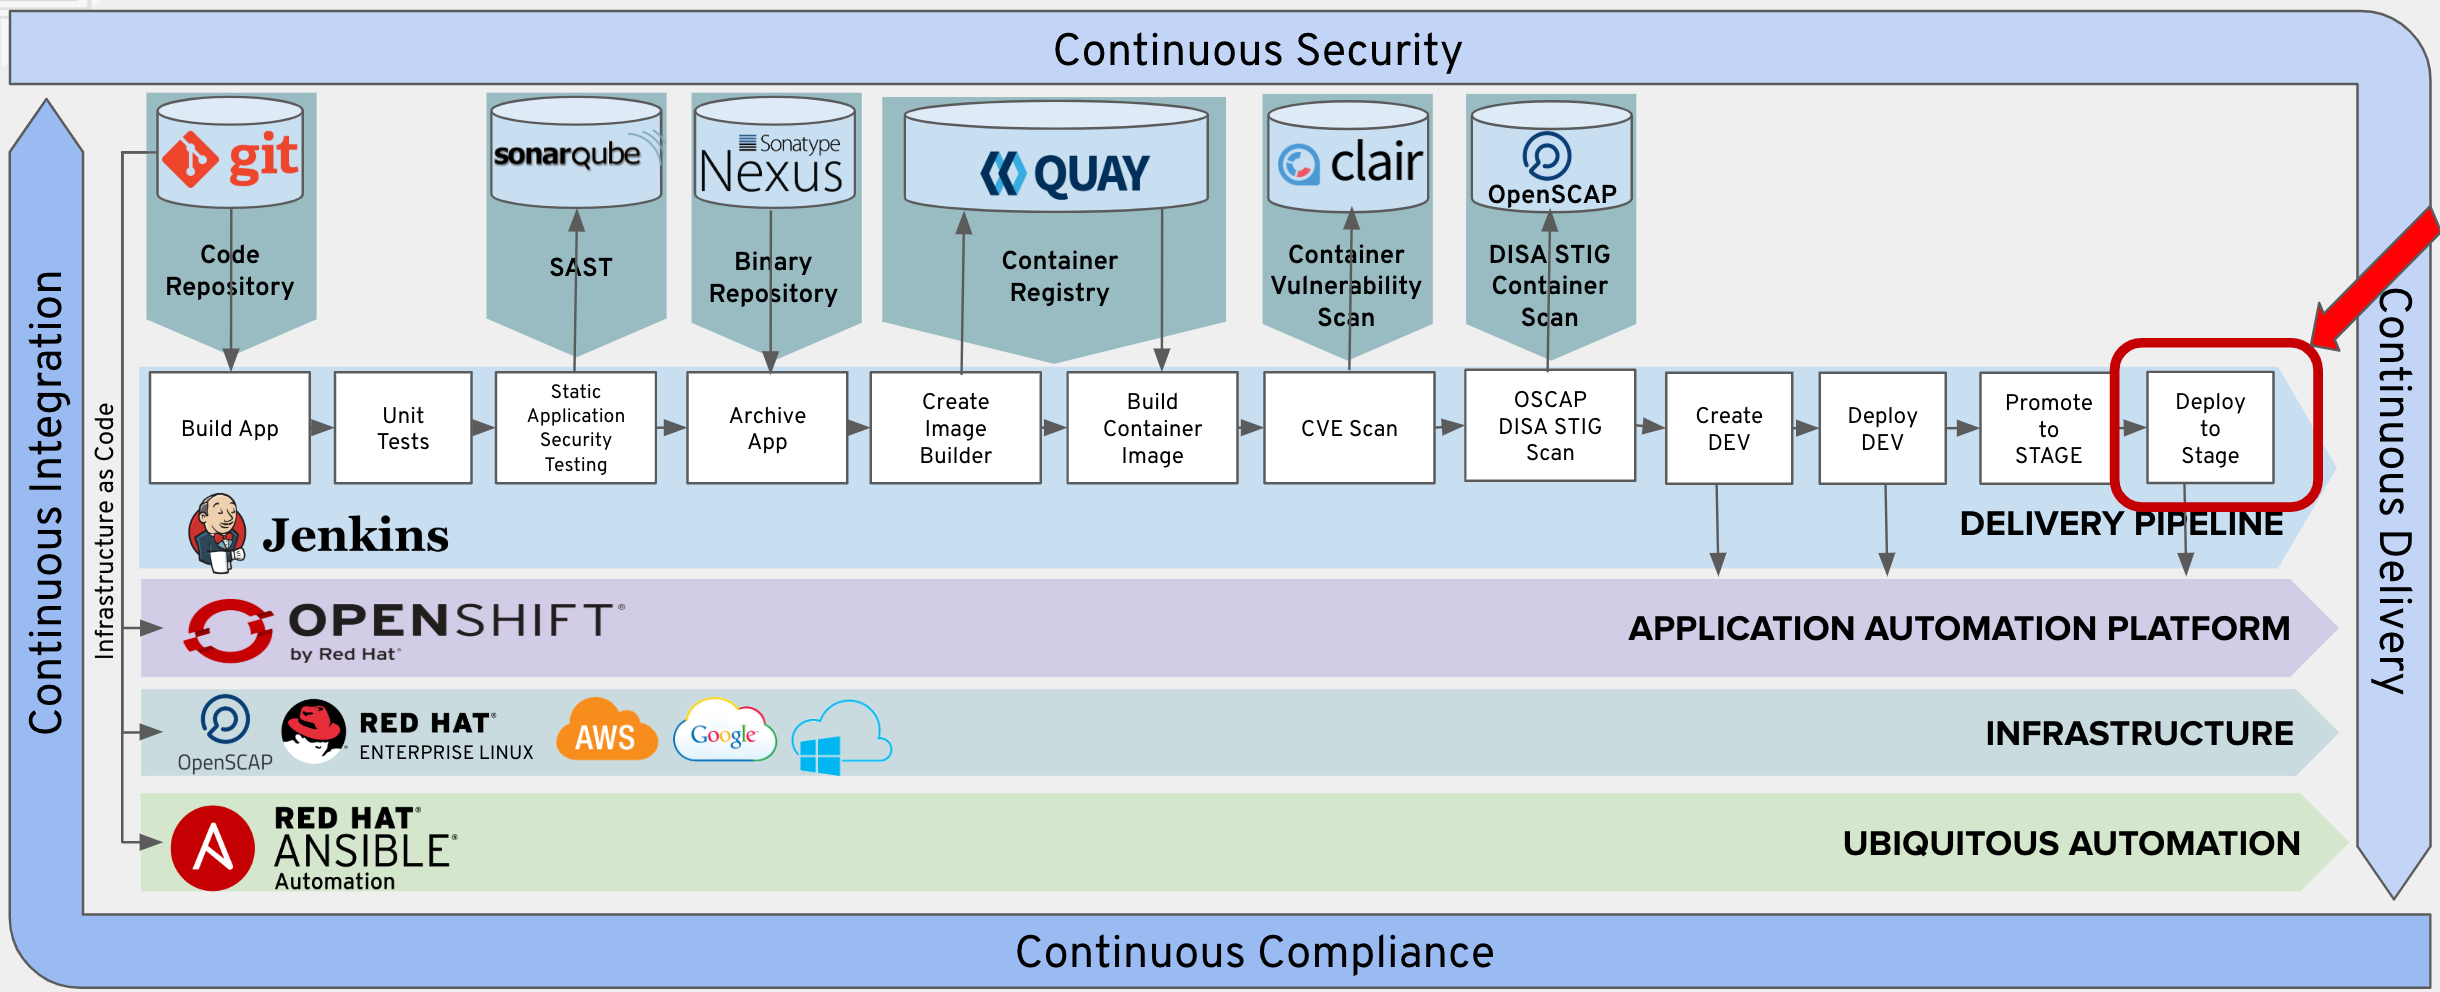 Continuous Security
Continuous Integration
Infrastructure as Code
git
Code
Repository
sonarqube
SAST
Sonatype
Nexus
Binary
Repository
QUAY
Container
Registry
clair
Container
Vulnerability
Scan
OpenSCAP
DISA STIG
Container
Scan
Build App
Unit
Tests
Static
Application
Security
Testing
Archive
App
Create
Image
Builder
Build
Container
Image
CVE Scan
OSCAP
DISA STIG
Scan
Create
DEV
Deploy
DEV
Promote
to
STAGE
Deploy
to
Stage
Jenkins
DELIVERY PIPELINE
OPENSHIFT®
by Red Hat®
APPLICATION AUTOMATION PLATFORM
OpenSCAP
RED HAT®
ENTERPRISE LINUX
AWS
Google
INFRASTRUCTURE
RED HAT®
ANSIBLE®
Automation
UBIQUITOUS AUTOMATION
Continuous Delivery
Continuous Compliance